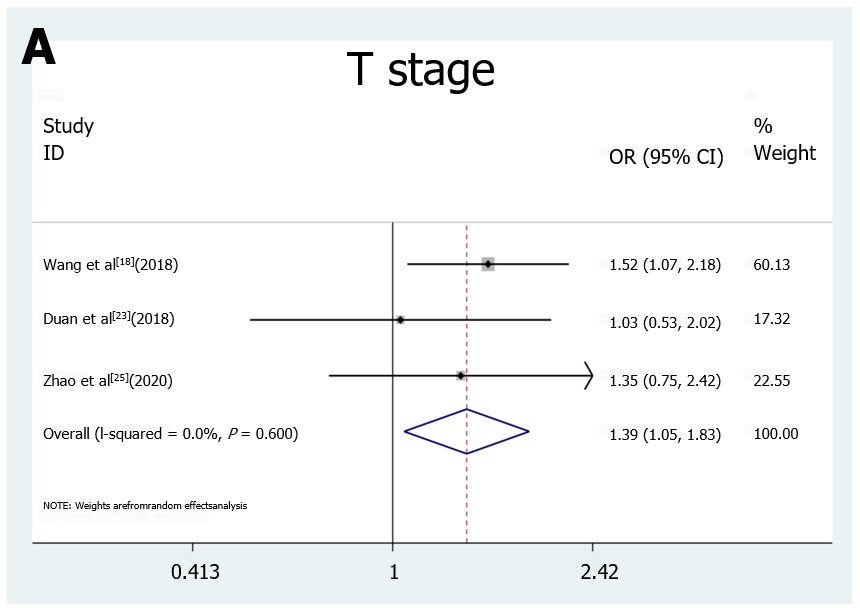 A
T stage
Study ID
OR (95% CI)
% Weight
Wang et al[18](2018) 1.52 (1.07, 2.18) 60.13
Duan et al[23](2018) 1.03 (0.53, 2.02) 17.32
Zhao et al[25](2020) 1.35 (0.75, 2.42) 22.55
Overall (I-squared = 0.0%, P = 0.600) 1.39 (1.05, 1.83) 100.00
NOTE: Weights arefromrandom effectsanalysis
0.413 1 2.42